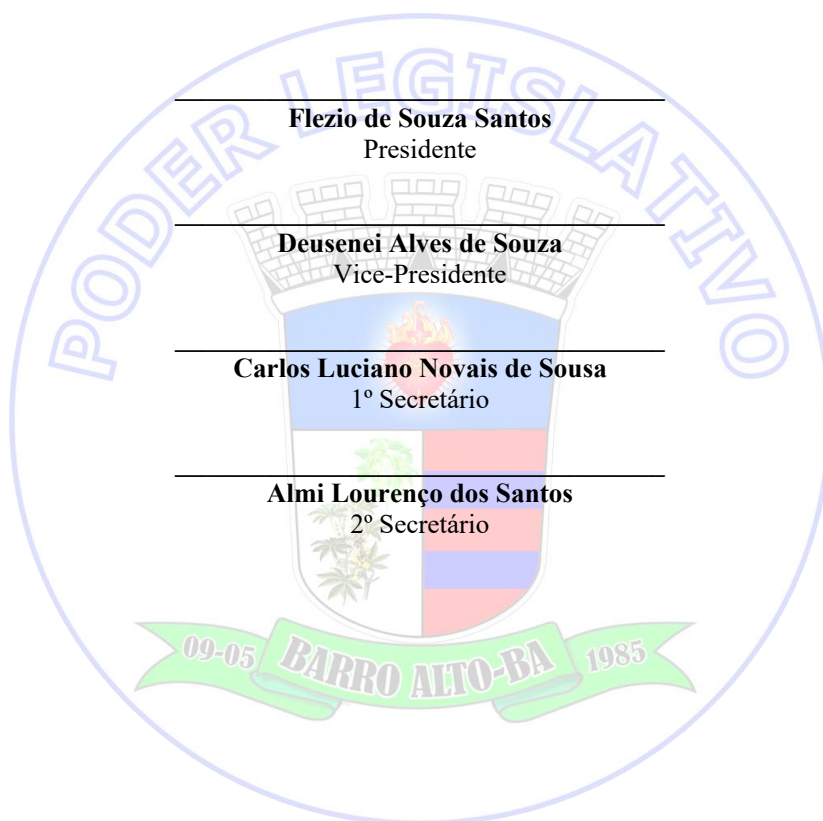 PODER LEGISLATIVO
Flezio de Souza Santos
Presidente
Deusenei Alves de Souza
Vice-Presidente
Carlos Luciano Novais de Sousa
1º Secretário
Almi Lourenço dos Santos
2º Secretário
09-05 BARRO ALTO-BA 1985